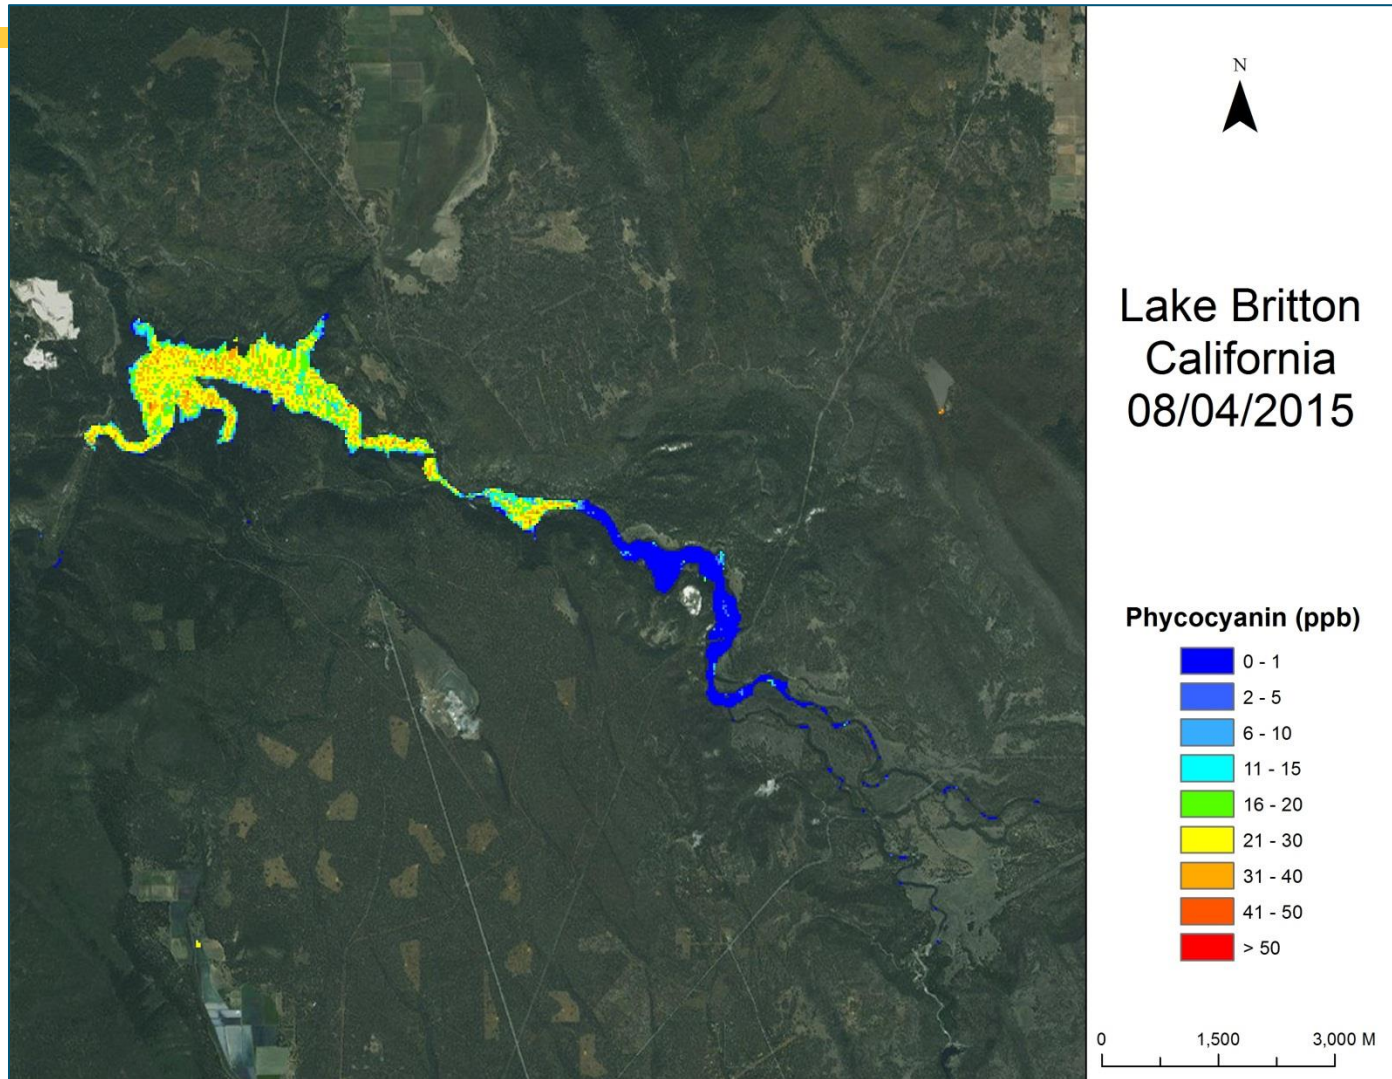 N
Lake Britton
California
08/04/2015
Phycocyanin (ppb)
0 - 1
2 - 5
6 - 10
11 - 15
16 - 20
21 - 30
31 - 40
41 - 50
> 50
0 1,500 3,000 M